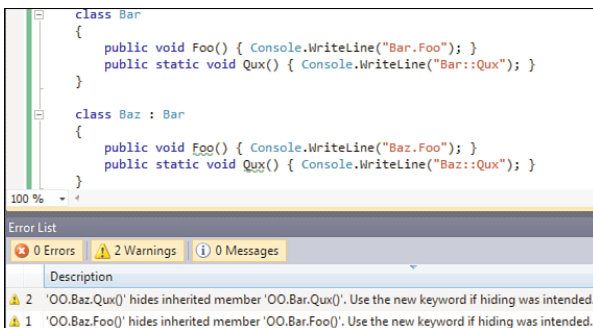 class Bar
{
public void Foo() { Console.WriteLine("Bar.Foo"); }
public static void Qux() { Console.WriteLine("Bar::Qux"); }
}
class Baz : Bar
{
public void Foo() { Console.WriteLine("Baz.Foo"); }
public static void Qux() { Console.WriteLine("Baz::Qux"); }
}
100 %
Error List
0 Errors 2 Warnings 0 Messages
Description
2 'OO.Baz.Qux()' hides inherited member 'OO.Bar.Qux()'. Use the new keyword if hiding was intended.
1 'OO.Baz.Foo()' hides inherited member 'OO.Bar.Foo()'. Use the new keyword if hiding was intended.